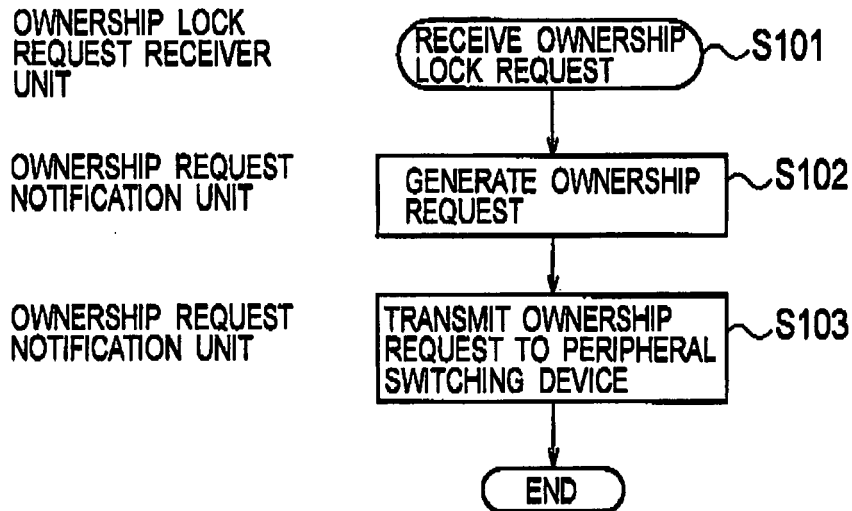 OWNERSHIP LOCK
REQUEST RECEIVER
UNIT
RECEIVE OWNERSHIP
LOCK REQUEST
S101
OWNERSHIP REQUEST
NOTIFICATION UNIT
GENERATE OWNERSHIP
REQUEST
S102
OWNERSHIP REQUEST
NOTIFICATION UNIT
TRANSMIT OWNERSHIP
REQUEST TO PERIPHERAL
SWITCHING DEVICE
S103
END